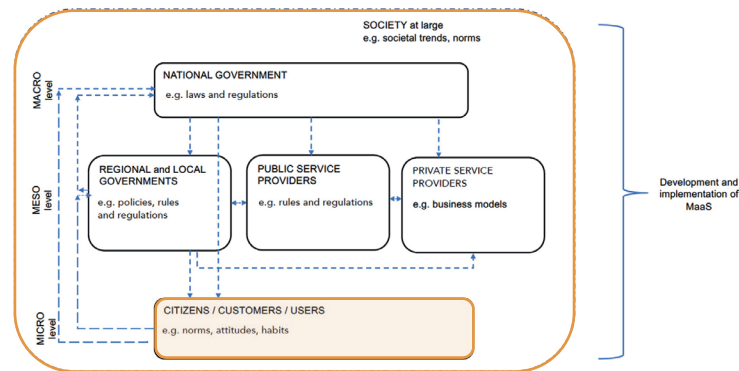 SOCIETY at large
e.g. societal trends, norms
MACRO
level
NATIONAL GOVERNMENT
e.g. laws and regulations
MESO
level
REGIONAL and LOCAL
GOVERNMENTS
e.g. policies, rules
and regulations
PUBLIC SERVICE
PROVIDERS
e.g. rules and regulations
PRIVATE SERVICE
PROVIDERS
e.g. business models
Development and
implementation of
MaaS
MICRO
level
CITIZENS / CUSTOMERS / USERS
e.g. norms, attitudes, habits